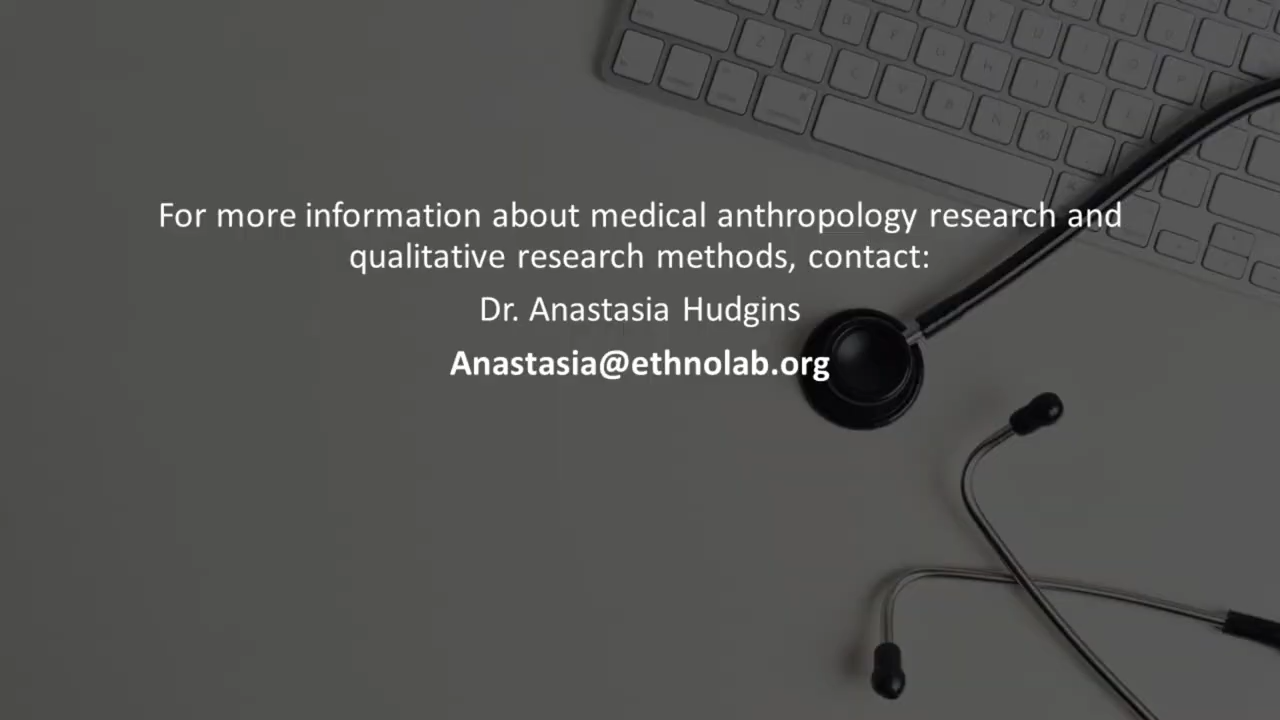 For more information about medical anthropology research and
qualitative research methods, contact:
Dr. Anastasia Hudgins
Anastasia@ethnolab.org